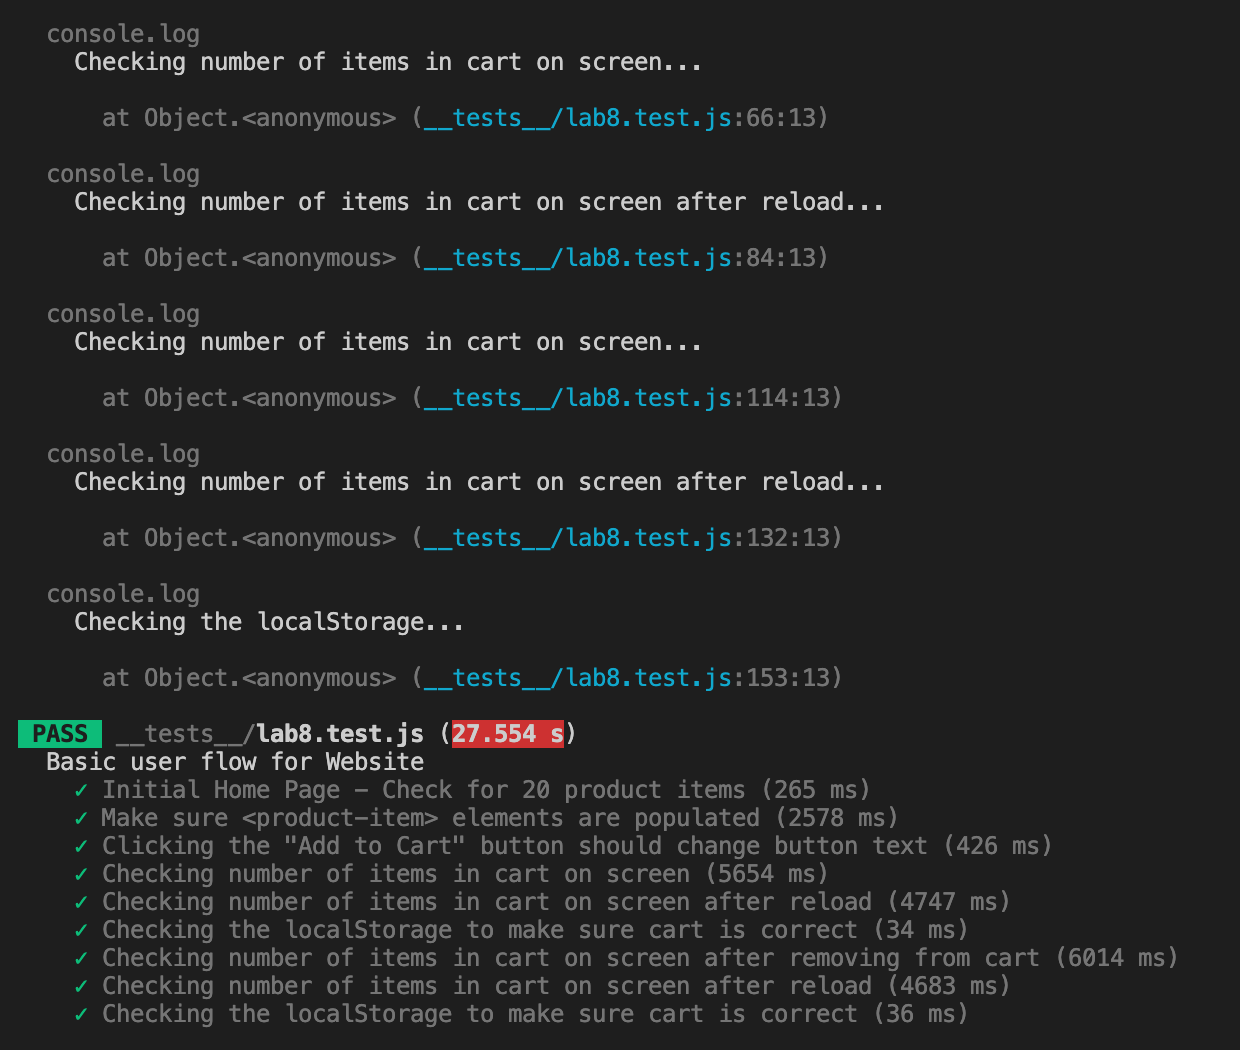 console.log
Checking number of items in cart on screen...
at Object.<anonymous> (__tests__/lab8.test.js:66:13)
console.log
Checking number of items in cart on screen after reload...
at Object.<anonymous> (__tests__/lab8.test.js:84:13)
console.log
Checking number of items in cart on screen...
at Object.<anonymous> (__tests__/lab8.test.js:114:13)
console.log
Checking number of items in cart on screen after reload...
at Object.<anonymous> (__tests__/lab8.test.js:132:13)
console.log
Checking the localStorage...
at Object.<anonymous> (__tests__/lab8.test.js:153:13)
PASS __tests__/lab8.test.js (27.554 s)
Basic user flow for Website
✓ Initial Home Page - Check for 20 product items (265 ms)
✓ Make sure <product-item> elements are populated (2578 ms)
✓ Clicking the "Add to Cart" button should change button text (426 ms)
✓ Checking number of items in cart on screen (5654 ms)
✓ Checking number of items in cart on screen after reload (4747 ms)
✓ Checking the localStorage to make sure cart is correct (34 ms)
✓ Checking number of items in cart on screen after removing from cart (6014 ms)
✓ Checking number of items in cart on screen after reload (4683 ms)
✓ Checking the localStorage to make sure cart is correct (36 ms)